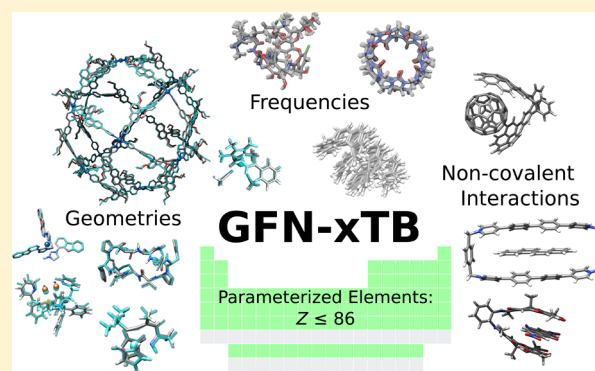 Frequencies
Non-covalent
Interactions
Geometries
GFN-xTB
Parameterized Elements:
Z ≤ 86